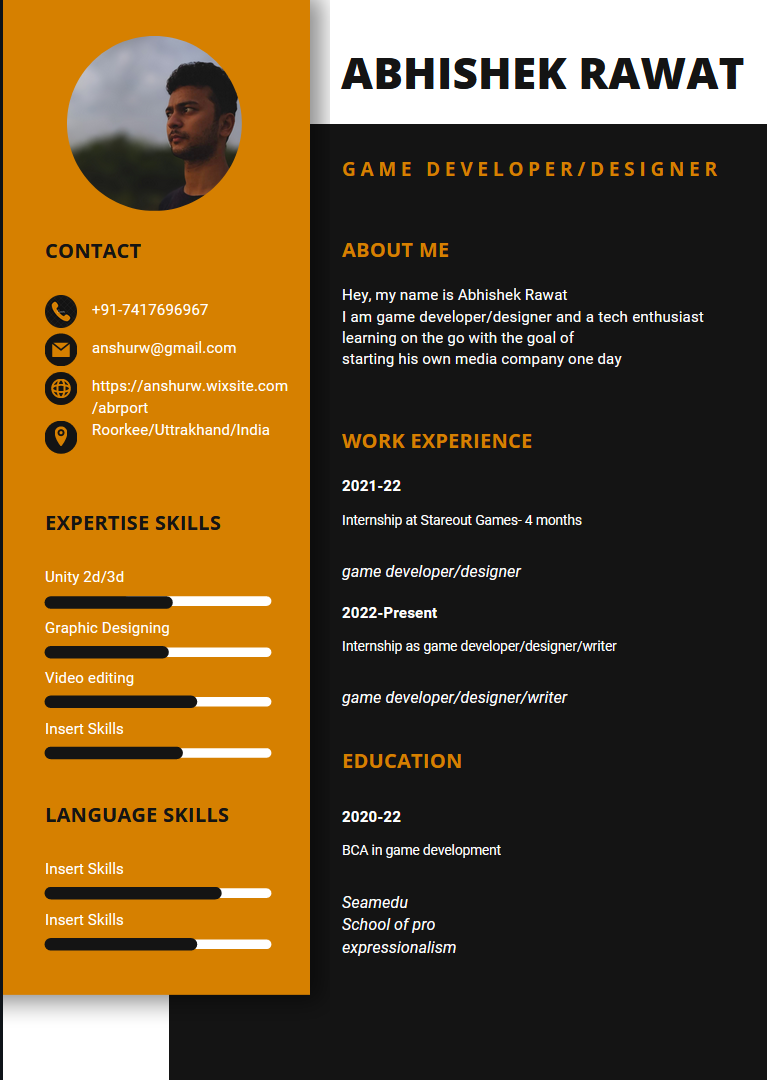 ABHISHEK RAWAT
GAME DEVELOPER/DESIGNER
CONTACT
+91-7417696967
anshurw@gmail.com
https://anshurw.wixsite.com
/abrport
Roorkee/Uttrakhand/India
EXPERTISE SKILLS
Unity 2d/3d
Graphic Designing
Video editing
Insert Skills
LANGUAGE SKILLS
Insert Skills
Insert Skills
ABOUT ME
Hey, my name is Abhishek Rawat
I am game developer/designer and a tech enthusiast
learning on the go with the goal of
starting his own media company one day
WORK EXPERIENCE
2021-22
Internship at Stareout Games- 4 months
game developer/designer
2022-Present
Internship as game developer/designer/writer
game developer/designer/writer
EDUCATION
2020-22
BCA in game development
Seamedu
School of pro
expressionalism